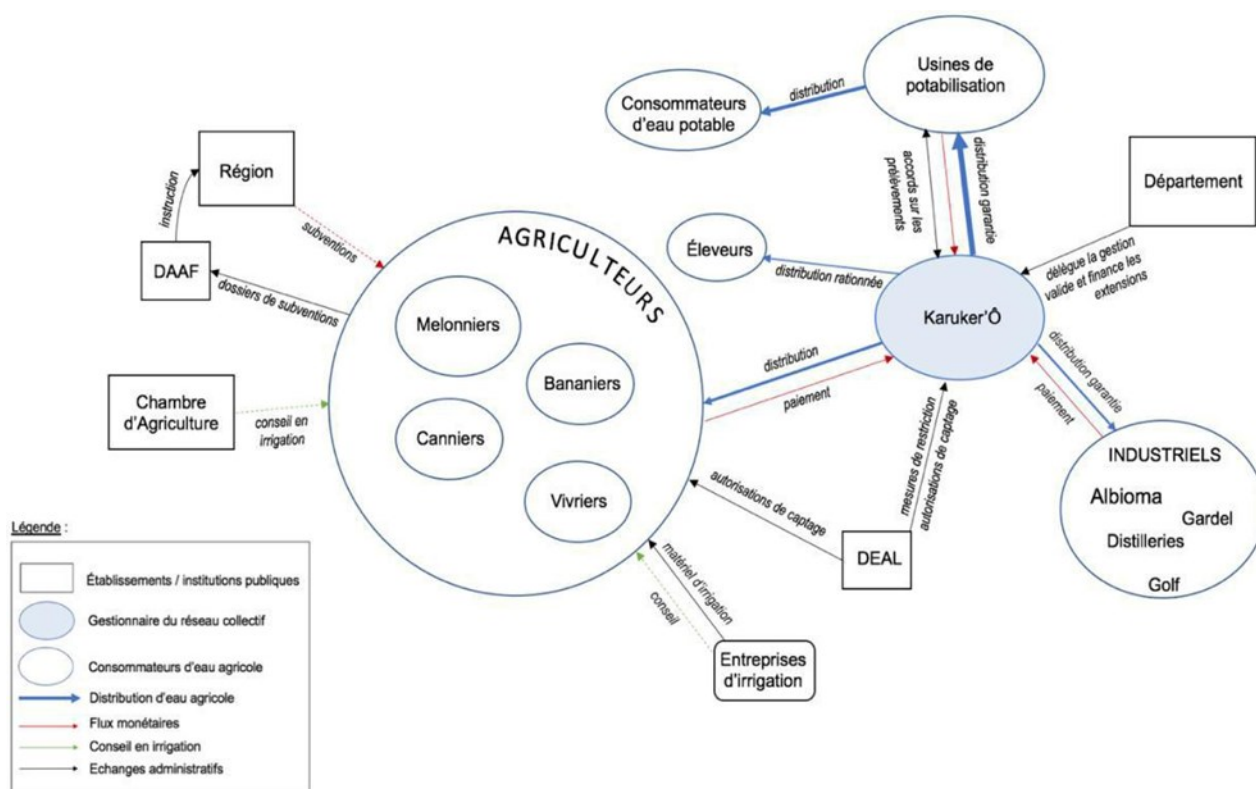 Usines de
potabilisation
distribution
Consommateurs
d'eau potable
accords sur les
prélèvements
distribution garantie
Département
Région
instruction
subventions
DAAF
dossiers de subventions
AGRICULTEURS
Éleveurs
distribution rationnée
délègue la gestion
valide et finance les
extensions
Karuker'Ô
Melonniers
Bananiers
distribution
paiement
distribution garantie
paiement
Chambre
d'Agriculture
conseil en
irrigation
Canniers
Vivriers
INDUSTRIELS
Albioma
Gardel
Distilleries
Golf
autorisations de captage
mesures de restriction
autorisations de captage
DEAL
matériel d'irrigation
conseil
Entreprises
d'irrigation
Légende :
Établissements / institutions publiques
Gestionnaire du réseau collectif
Consommateurs d'eau agricole
Distribution d'eau agricole
Flux monétaires
Conseil en irrigation
Echanges administratifs